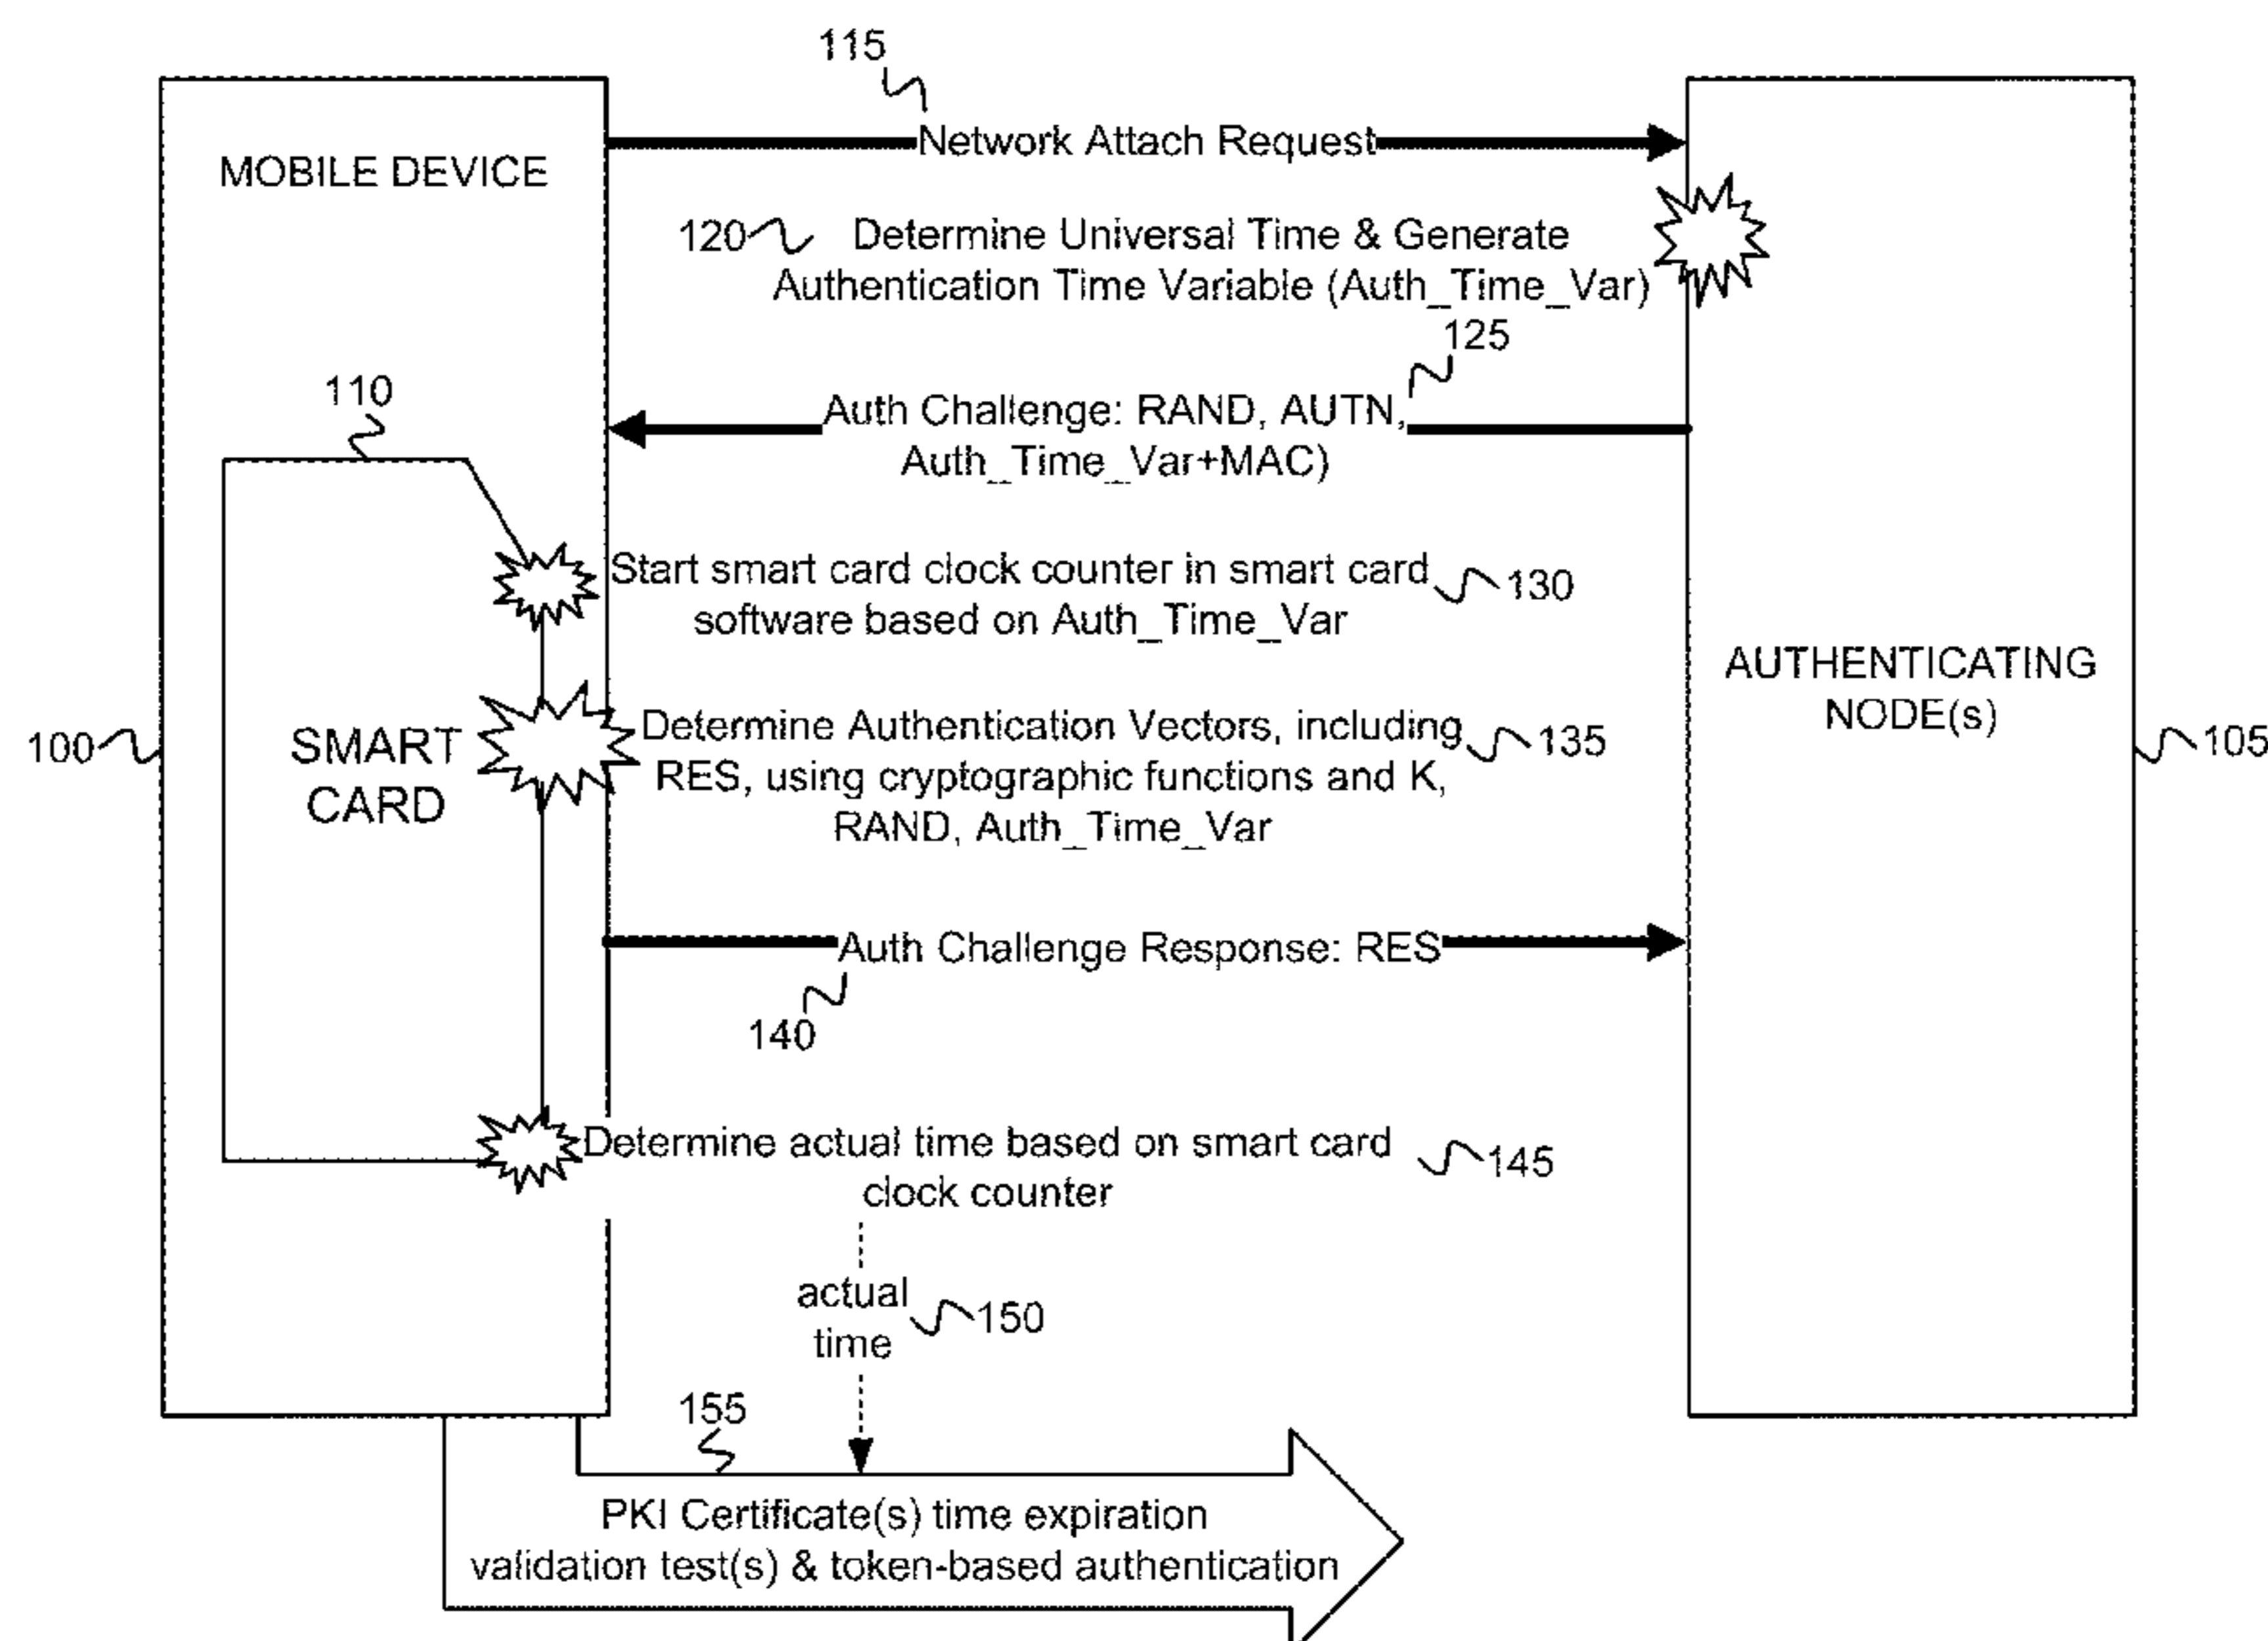 115
MOBILE DEVICE
Network Attach Request
120
Determine Universal Time & Generate
Authentication Time Variable (Auth_Time_Var)
125
Auth Challenge: RAND, AUTN,
Auth_Time_Var+MAC)
110
Start smart card clock counter in smart card
software based on Auth_Time_Var
130
100
SMART
CARD
Determine Authentication Vectors, including
RES, using cryptographic functions and K,
RAND, Auth_Time_Var
135
AUTHENTICATING
NODE(s)
105
Auth Challenge Response: RES
140
Determine actual time based on smart card
clock counter
145
actual
time
150
155
PKI Certificate(s) time expiration
validation test(s) & token-based authentication